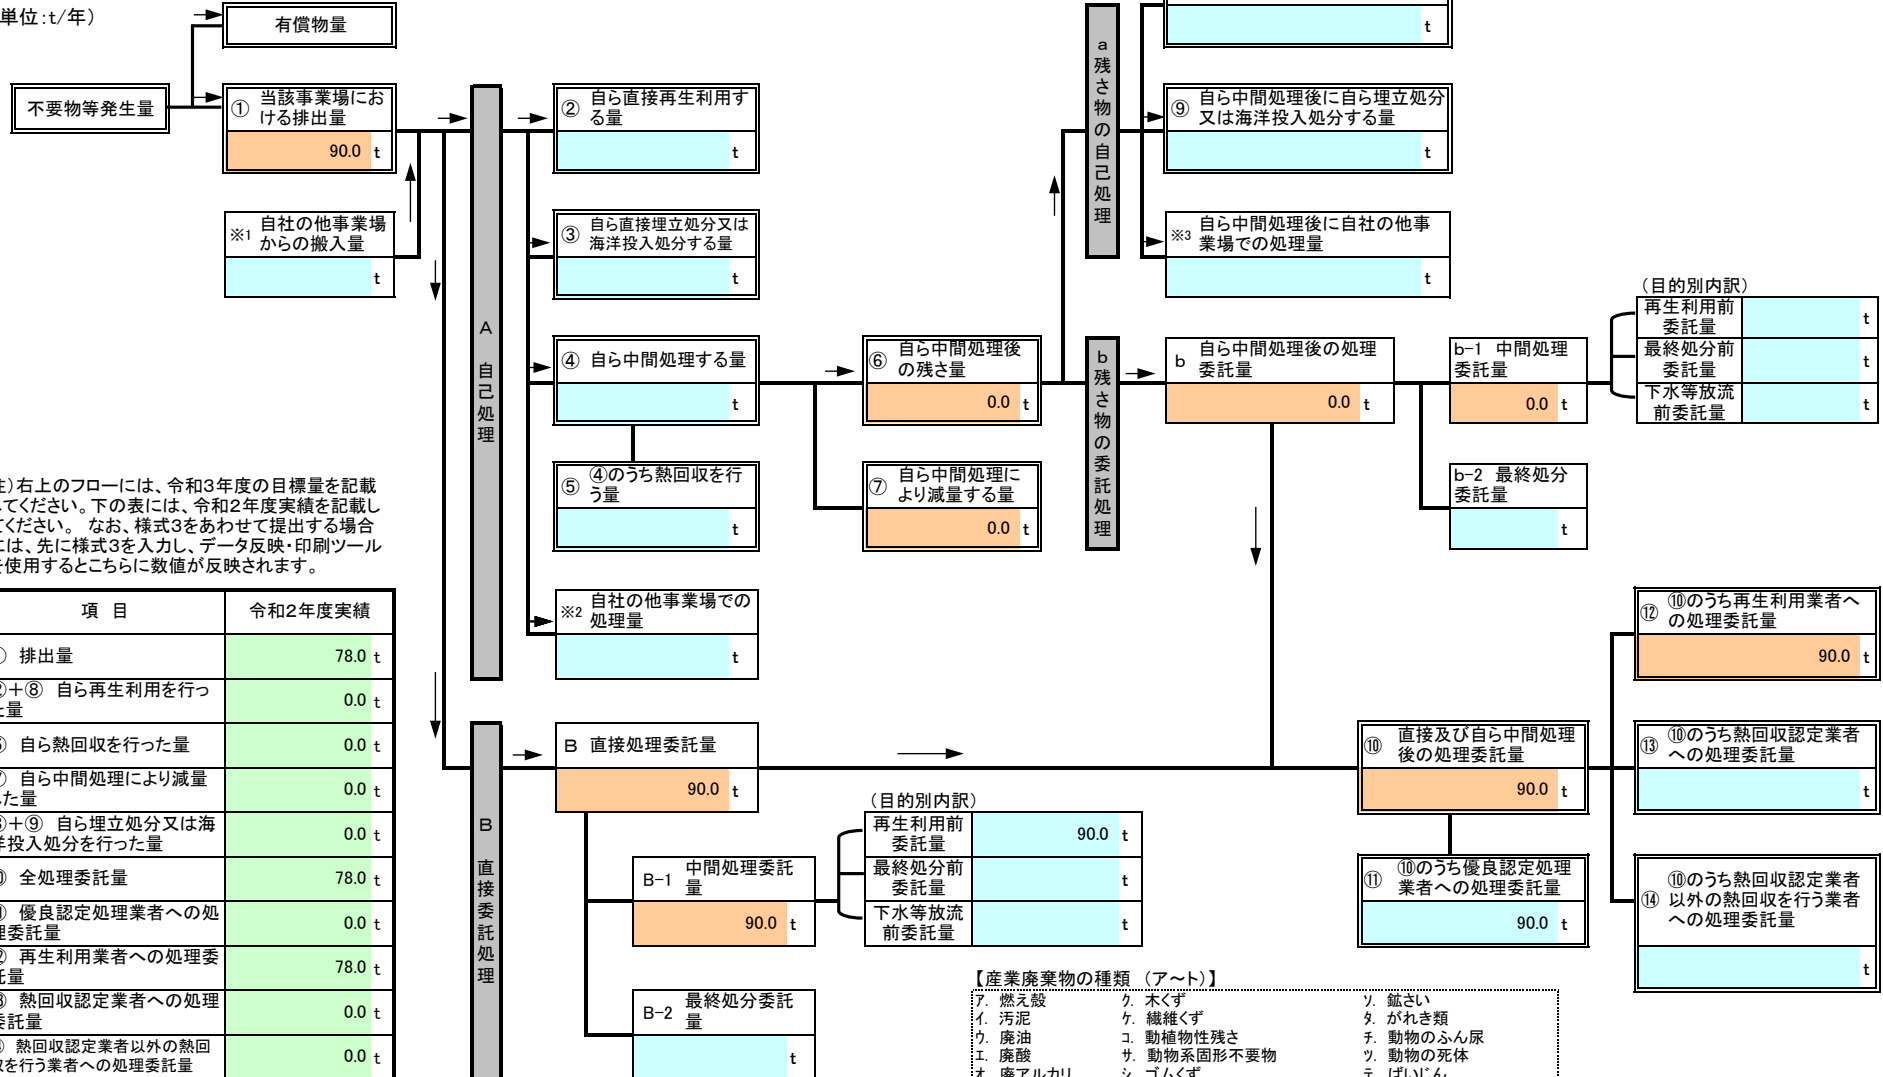 単位:t/年)
有償物量
t
不要物等発生量
① 当該事業場にお
ける排出量
90.0 t
※1 自社の他事業場
からの搬入量
t
A 自己処理
② 自ら直接再生利用す
る量
t
③ 自ら直接埋立処分又は
海洋投入処分する量
t
④ 自ら中間処理する量
t
⑤ ④のうち熱回収を行
う量
t
※2 自社の他事業場での
処理量
t
⑥ 自ら中間処理後
の残さ量
0.0 t
⑦ 自ら中間処理に
より減量する量
0.0 t
a残さ物の自己処理
⑨ 自ら中間処理後に自ら埋立処分
又は海洋投入処分する量
t
※3 自ら中間処理後に自社の他事
業場での処理量
t
b残さ物の委託処理
b 自ら中間処理後の処理
委託量
0.0 t
b-1 中間処理
委託量
0.0 t
b-2 最終処分
委託量
t
(目的別内訳)
再生利用前
委託量 t
最終処分前
委託量 t
下水等放流
前委託量 t
注)右上のフローには、令和3年度の目標量を記載
してください。下の表には、令和2年度実績を記載し
てください。 なお、様式3をあわせて提出する場合
には、先に様式3を入力し、データ反映・印刷ツール
を使用するとこちらに数値が反映されます。
項 目 令和2年度実績
排出量 78.0 t
+⑧ 自ら再生利用を行っ
た量 0.0 t
自ら熱回収を行った量 0.0 t
自ら中間処理により減量
した量 0.0 t
+⑨ 自ら埋立処分又は海
洋投入処分を行った量 0.0 t
全処理委託量 78.0 t
優良認定処理業者への処
理委託量 0.0 t
再生利用業者への処理委
託量 78.0 t
熱回収認定業者への処理
委託量 0.0 t
熱回収認定業者以外の熱回
収を行う業者への処理委託量 0.0 t
B 直接委託処理
B 直接処理委託量
90.0 t
B-1 中間処理委託
量
90.0 t
B-2 最終処分委託
量
t
(目的別内訳)
再生利用前
委託量 90.0 t
最終処分前
委託量 t
下水等放流
前委託量 t
⑩ 直接及び自ら中間処理
後の処理委託量
90.0 t
⑪ ⑩のうち優良認定処理
業者への処理委託量
90.0 t
⑫ ⑩のうち再生利用業者へ
の処理委託量
90.0 t
⑬ ⑩のうち熱回収認定業者
への処理委託量
t
⑭ ⑩のうち熱回収認定業者
以外の熱回収を行う業者
への処理委託量
t
【産業廃棄物の種類 (ア～ト)】
ア. 燃え殻 ク. 木くず ソ. 鉱さい
イ. 汚泥 ケ. 繊維くず タ. がれき類
ウ. 廃油 コ. 動植物性残さ チ. 動物のふん尿
エ. 廃酸 サ. 動物系固形不要物 ツ. 動物の死体
オ. 廃アルカリ シ. ゴムくず テ. ばいじん